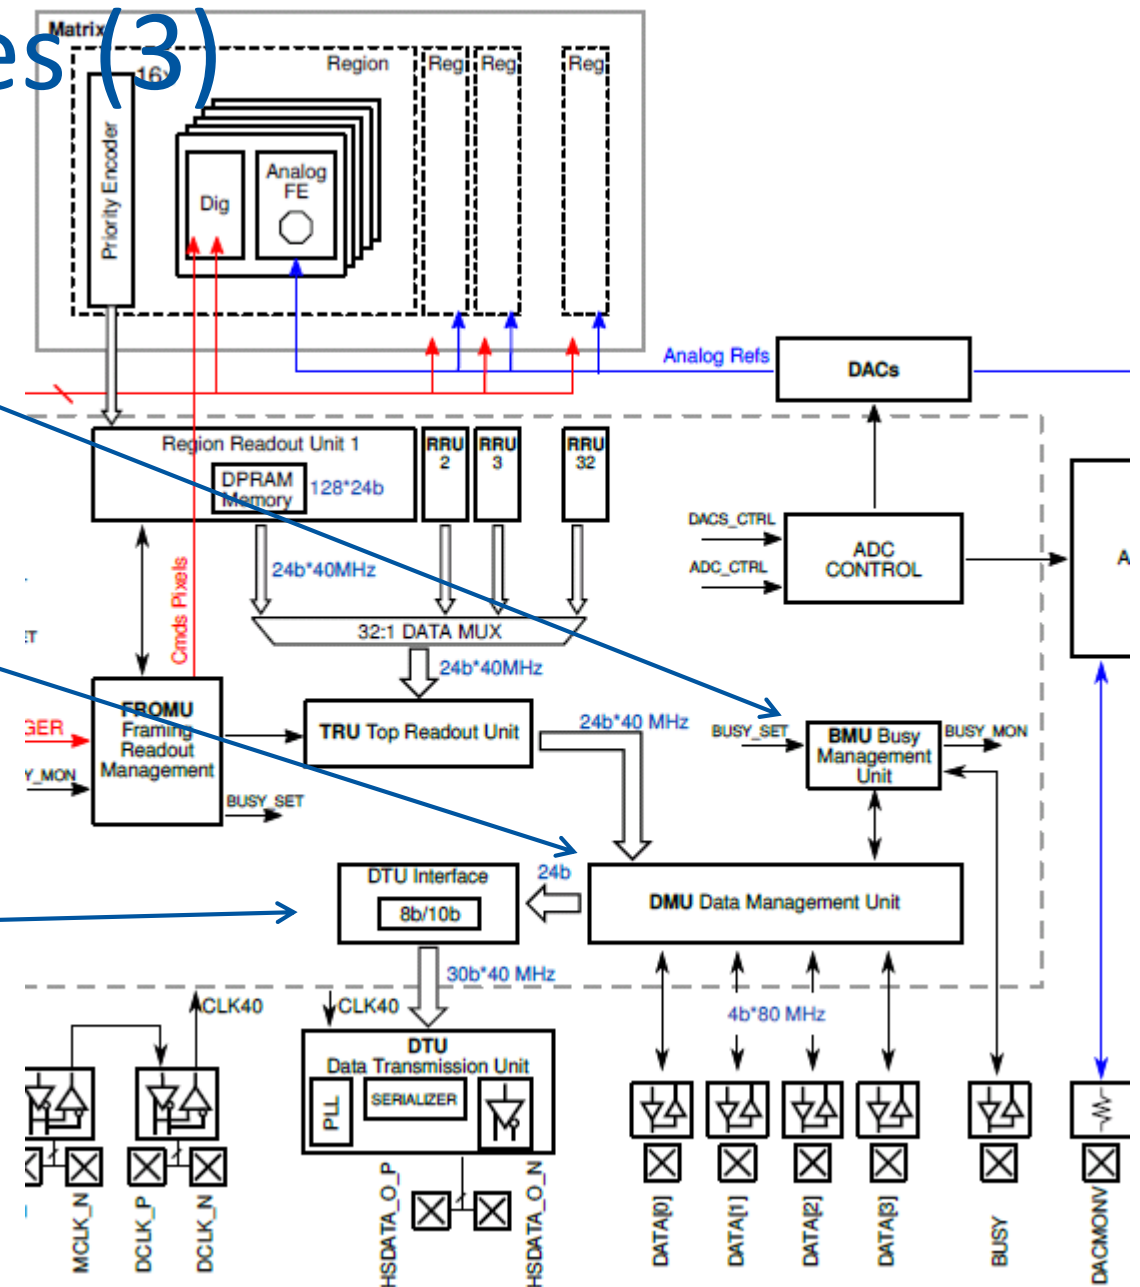 es (3)
Matrix
Region
Reg
Reg
Reg
16x
Priority Encoder
Dig
Analog
FE
Analog Refs
DACs
Region Readout Unit 1
DPRAM
Memory
128*24b
RRU
2
RRU
3
RRU
32
DACS_CTRL
ADC_CTRL
ADC
CONTROL
A
24b*40MHz
Cmds Pixels
32:1 DATA MUX
24b*40MHz
ET
GER
Y_MON
FROMU
Framing
Readout
Management
BUSY_SET
TRU Top Readout Unit
24b*40 MHz
BUSY_SET
BMU Busy
Management
Unit
BUSY_MON
DTU Interface
8b/10b
24b
DMU Data Management Unit
30b*40 MHz
CLK40
CLK40
4b*80 MHz
DTU
Data Transmission Unit
PLL
SERIALIZER
MCLK_N
DCLK_P
DCLK_N
HSDATA_O_P
HSDATA_O_N
DATA[0]
DATA[1]
DATA[2]
DATA[3]
BUSY
DACMONV